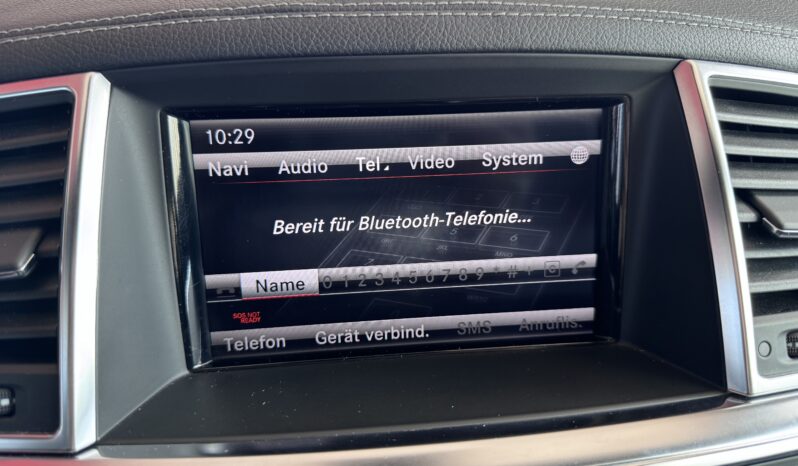 10:29
Navi Audio Tel Video System
Bereit für Bluetooth-Telefonie...
Name 0 1 2 3 4 5 6 7 8 9 * # +
SOS NOT
READY
Telefon Gerät verbind. SMS Anruflis.